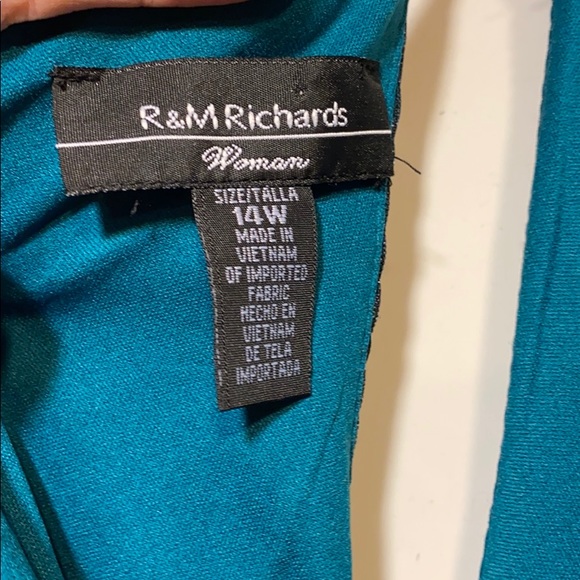 R&M Richards
Woman
SIZE/TALLA
14W
MADE IN
VIETNAM
OF IMPORTED
FABRIC
HECHO EN
VIETNAM
DE TELA
IMPORTADA